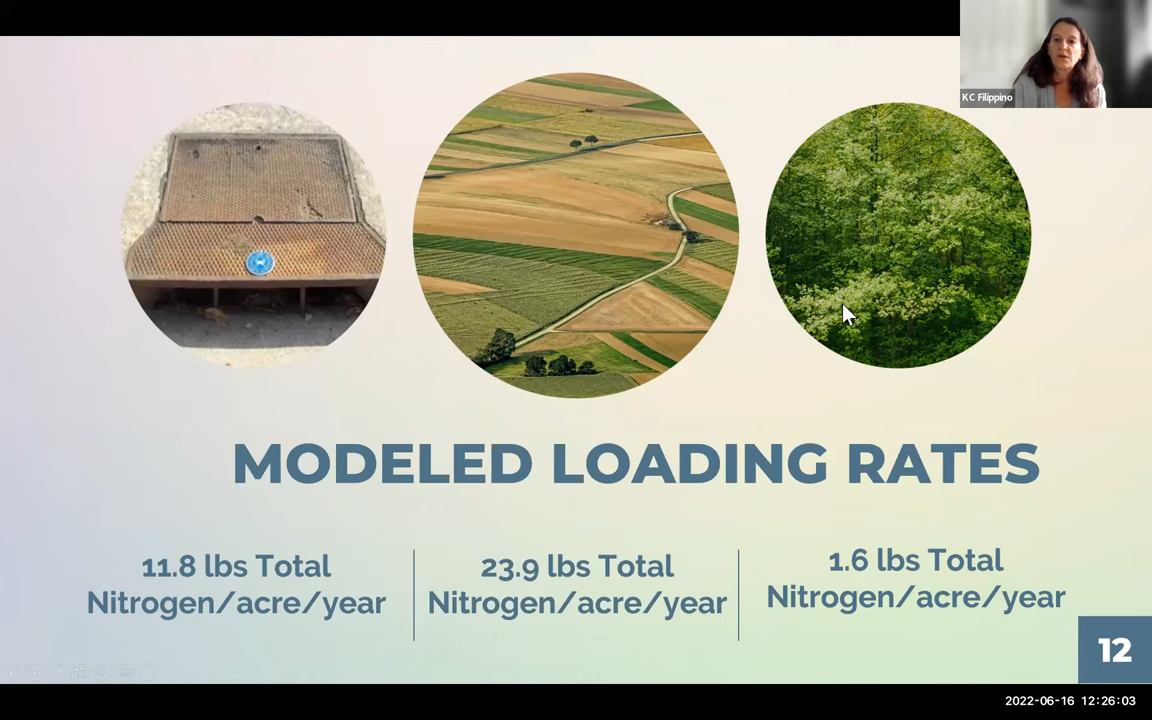 KC Filippino
MODELED LOADING RATES
11.8 lbs Total
Nitrogen/acre/year
23.9 lbs Total
Nitrogen/acre/year
1.6 lbs Total
Nitrogen/acre/year
12
2022-06-16 12:26:03